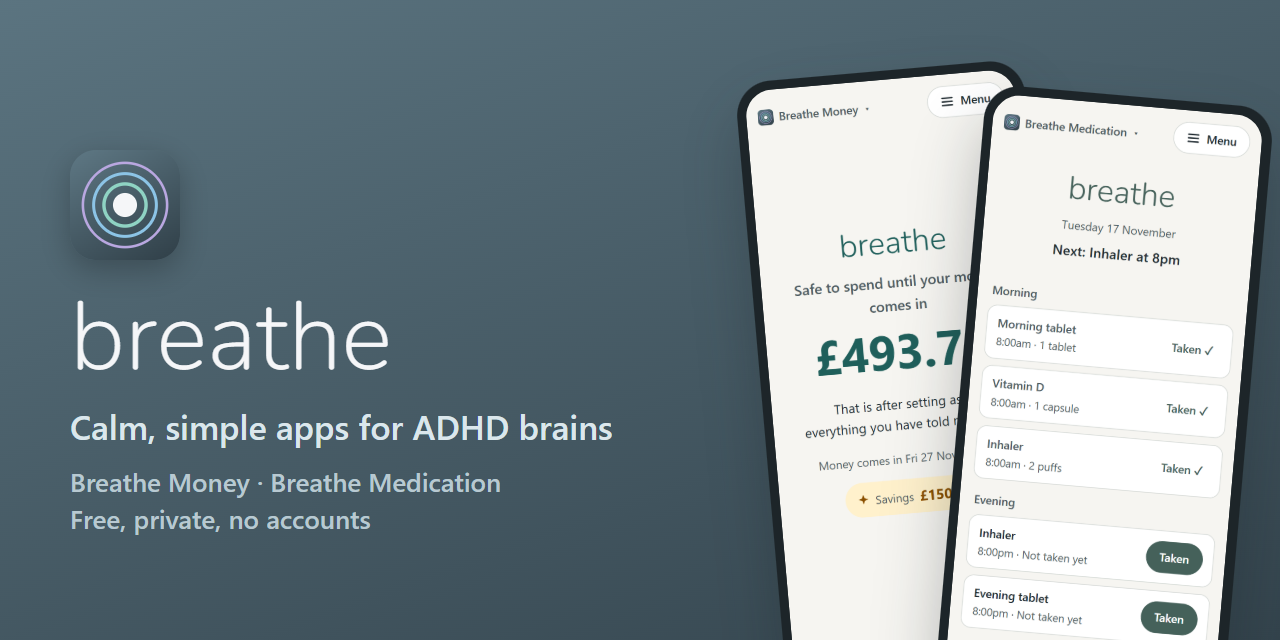 breathe
Calm, simple apps for ADHD brains
Breathe Money · Breathe Medication
Free, private, no accounts
Breathe Money
Menu
breathe
Safe to spend until your
comes in
£493.7
That is after setting
everything you have told
Money comes in Fri 27
Savings £150
Breathe Medication
Menu
breathe
Tuesday 17 November
Next: Inhaler at 8pm
Morning
Morning tablet
8:00am · 1 tablet
Taken ✓
Vitamin D
8:00am · 1 capsule
Taken ✓
Inhaler
8:00am · 2 puffs
Taken ✓
Evening
Inhaler
8:00pm · Not taken yet
Taken
Evening tablet
8:00pm · Not taken yet
Taken